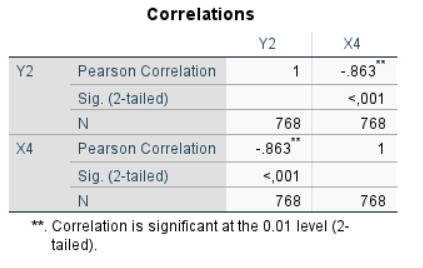 Correlations
Y2 X4
Y2 Pearson Correlation 1 -.863**
Sig. (2-tailed) <,001
N 768 768
X4 Pearson Correlation -.863** 1
Sig. (2-tailed) <,001
N 768 768
**. Correlation is significant at the 0.01 level (2-
tailed).